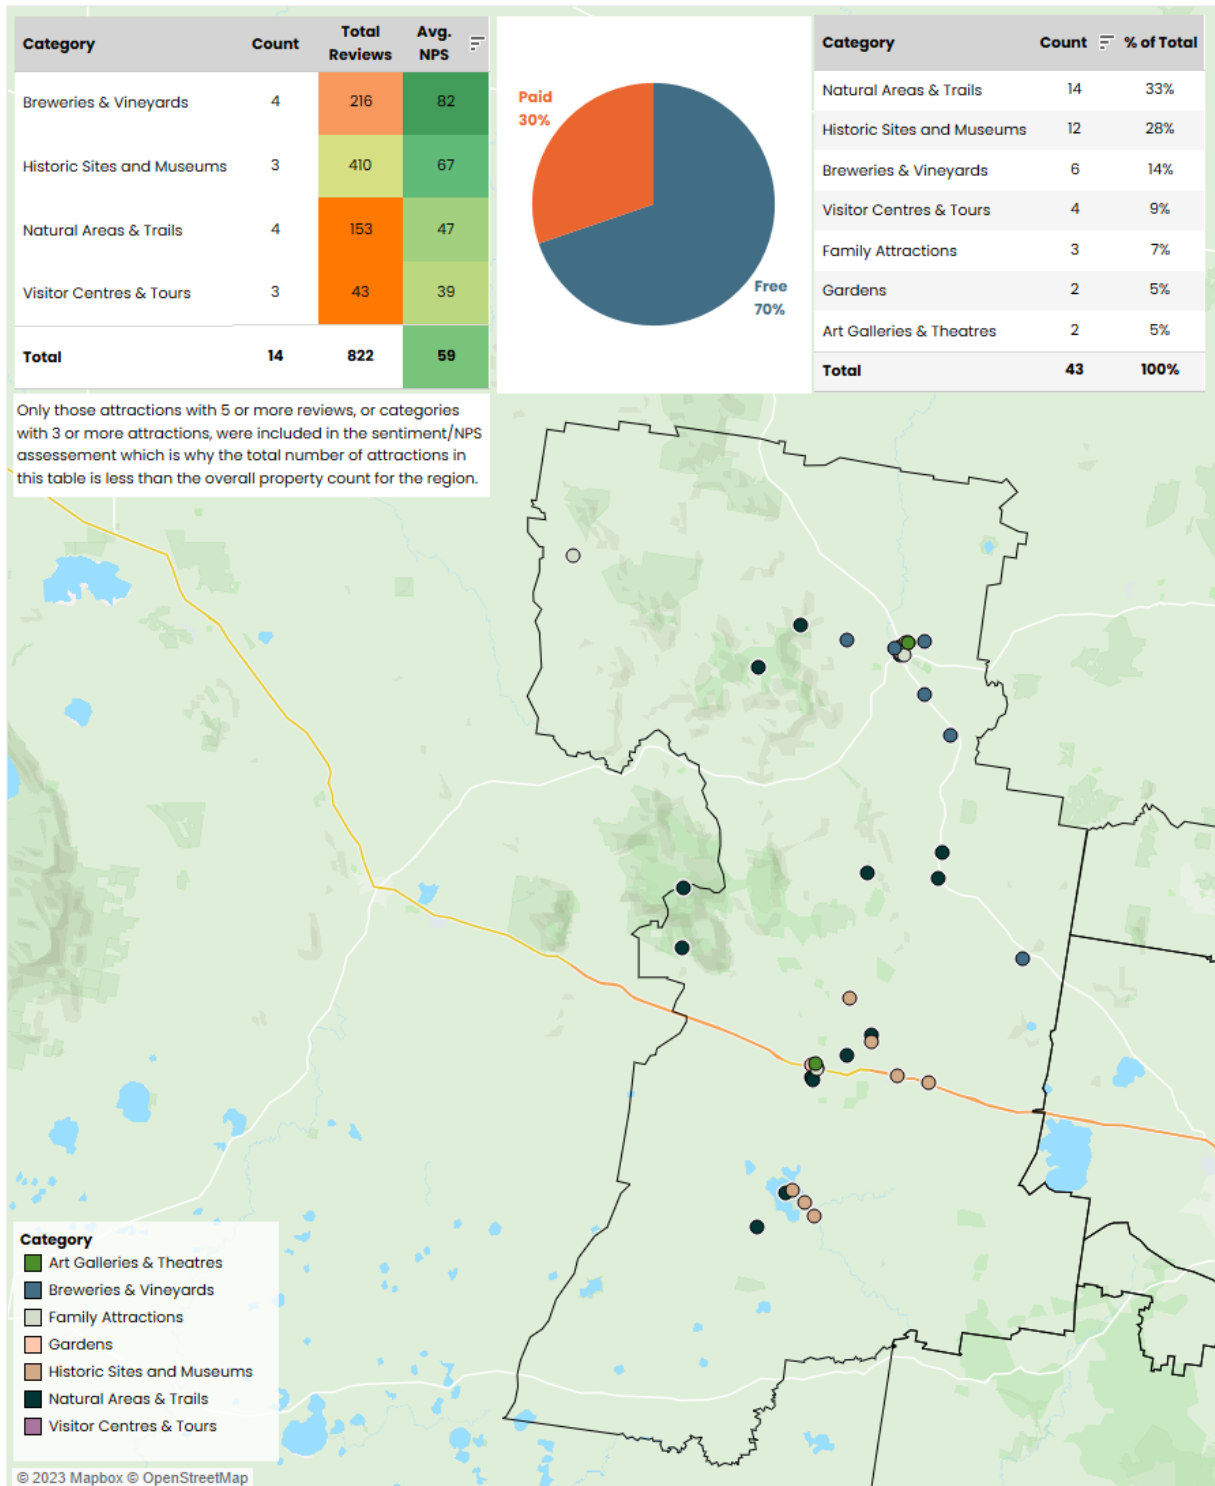 Category Count Total Reviews Avg. NPS
Breweries & Vineyards 4 216 82
Historic Sites and Museums 3 410 67
Natural Areas & Trails 4 153 47
Visitor Centres & Tours 3 43 39
Total 14 822 59
Only those attractions with 5 or more reviews, or categories
with 3 or more attractions, were included in the sentiment/NPS
assessement which is why the total number of attractions in
this table is less than the overall property count for the region.
Paid
30%
Free
70%
Category Count % of Total
Natural Areas & Trails 14 33%
Historic Sites and Museums 12 28%
Breweries & Vineyards 6 14%
Visitor Centres & Tours 4 9%
Family Attractions 3 7%
Gardens 2 5%
Art Galleries & Theatres 2 5%
Total 43 100%
Category
Art Galleries & Theatres
Breweries & Vineyards
Family Attractions
Gardens
Historic Sites and Museums
Natural Areas & Trails
Visitor Centres & Tours
© 2023 Mapbox © OpenStreetMap